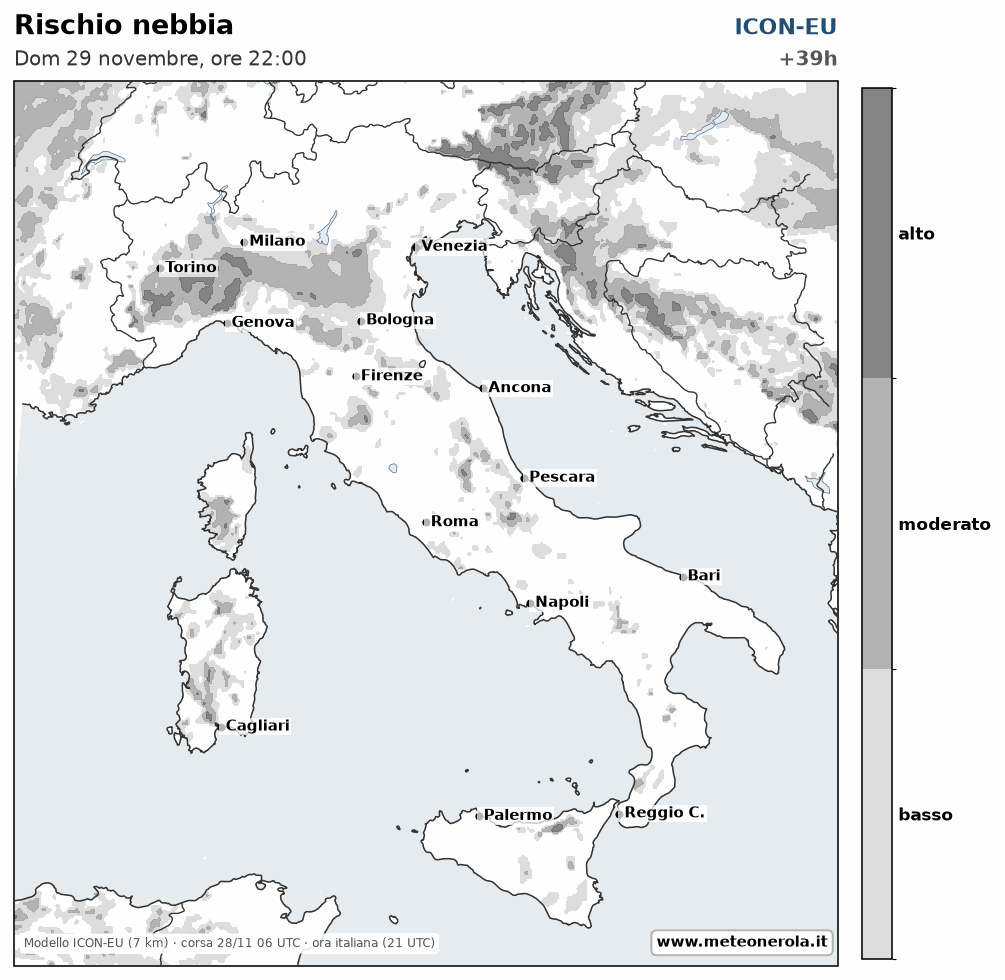 Rischio nebbia
ICON-EU
Dom 29 novembre, ore 22:00
+39h
Milano
Venezia
Torino
Genova
Bologna
Firenze
Ancona
Pescara
Roma
Bari
Napoli
Cagliari
Palermo
Reggio C.
alto
moderato
basso
Modello ICON-EU (7 km) · corsa 28/11 06 UTC · ora italiana (21 UTC)
www.meteonerola.it